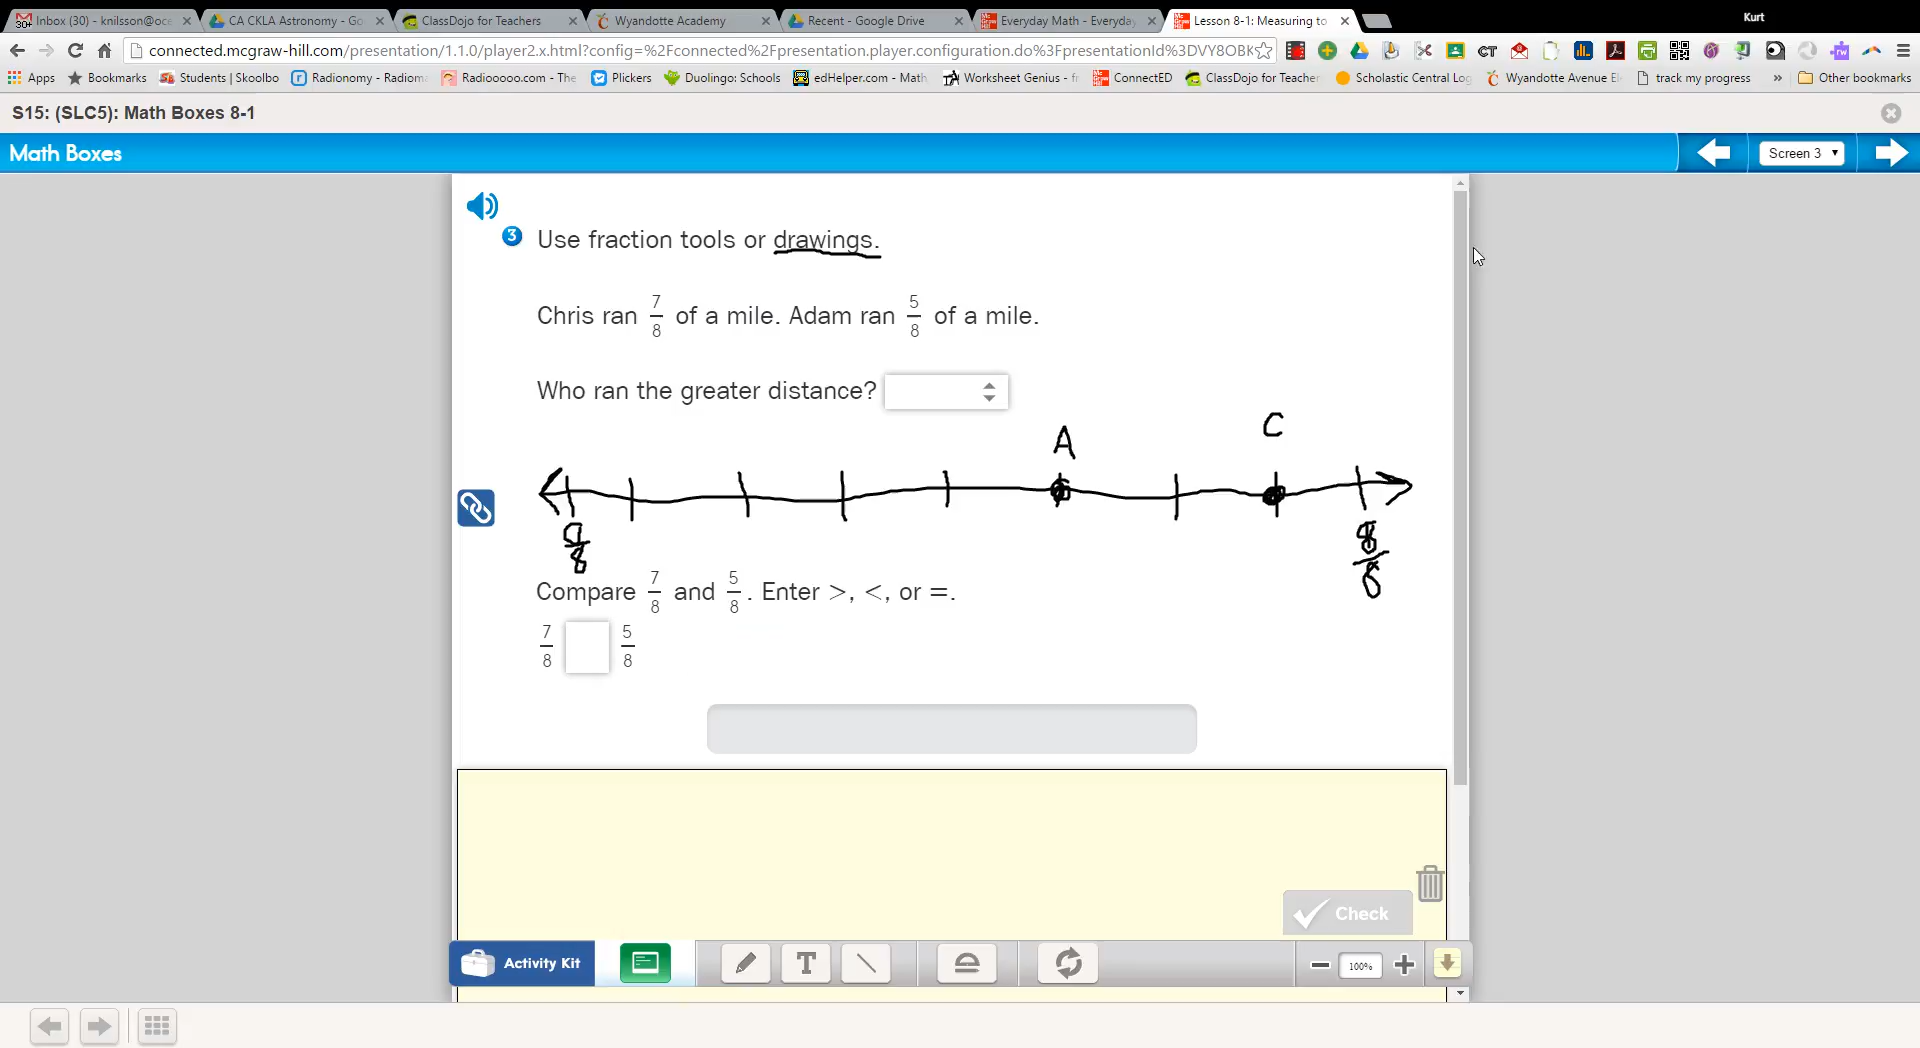 Inbox (30) - knilsson@oce
CA CKLA Astronomy - Go
ClassDojo for Teachers
Wyandotte Academy
Recent - Google Drive
Everyday Math - Everyday
Lesson 8-1: Measuring to
Kurt
connected.mcgraw-hill.com/presentation/1.1.0/player2.x.html?config=%2Fconnected%2Fpresentation.player.configuration.do%3FpresentationId%3DVY8OBK
Apps
Bookmarks
Students | Skoolbo
Radionomy - Radiom
Radiooooo.com - The
Plickers
Duolingo: Schools
edHelper.com - Math
Worksheet Genius - f
ConnectED
ClassDojo for Teacher
Scholastic Central Log
Wyandotte Avenue El
track my progress
»
Other bookmarks
S15: (SLC5): Math Boxes 8-1
Math Boxes
Screen 3
3 Use fraction tools or drawings.
Chris ran 7/8 of a mile. Adam ran 5/8 of a mile.
Who ran the greater distance?
A
C
8/8
Compare 7/8 and 5/8. Enter >, <, or =.
7/8 5/8
Check
Activity Kit
T
100%